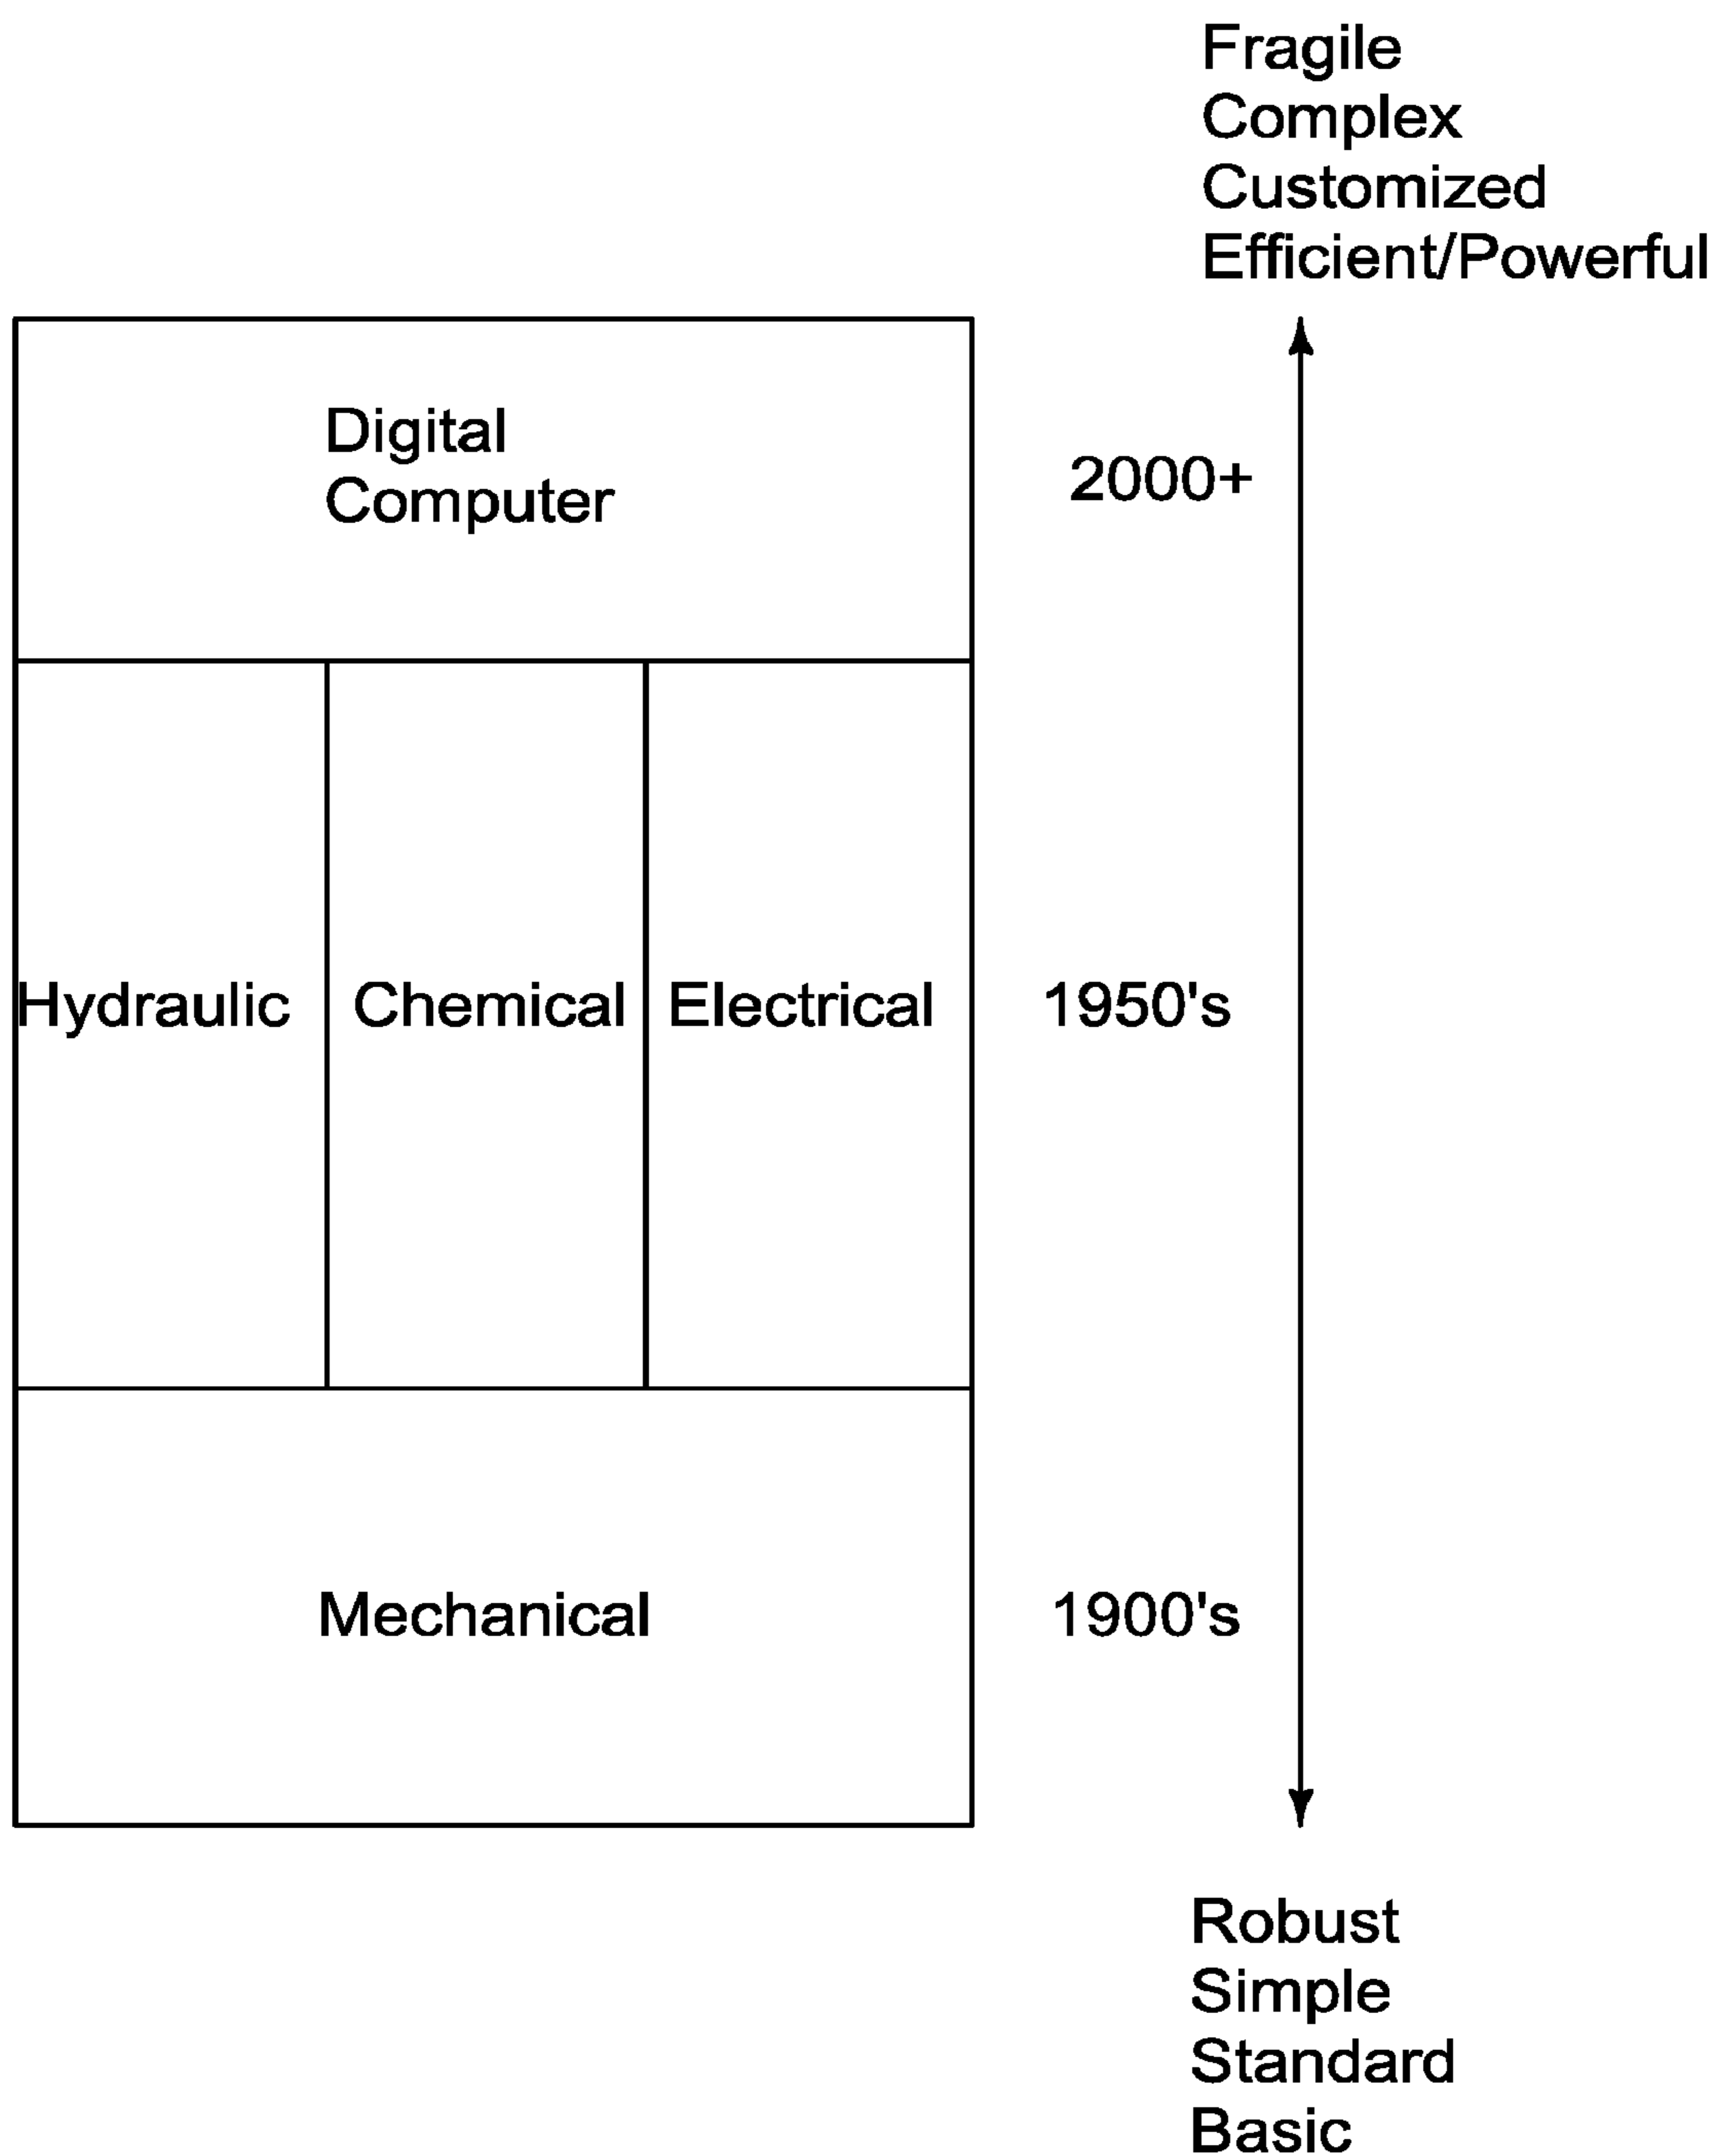 Fragile
Complex
Customized
Efficient/Powerful
Digital
Computer
2000+
Hydraulic
Chemical
Electrical
1950's
Mechanical
1900's
Robust
Simple
Standard
Basic